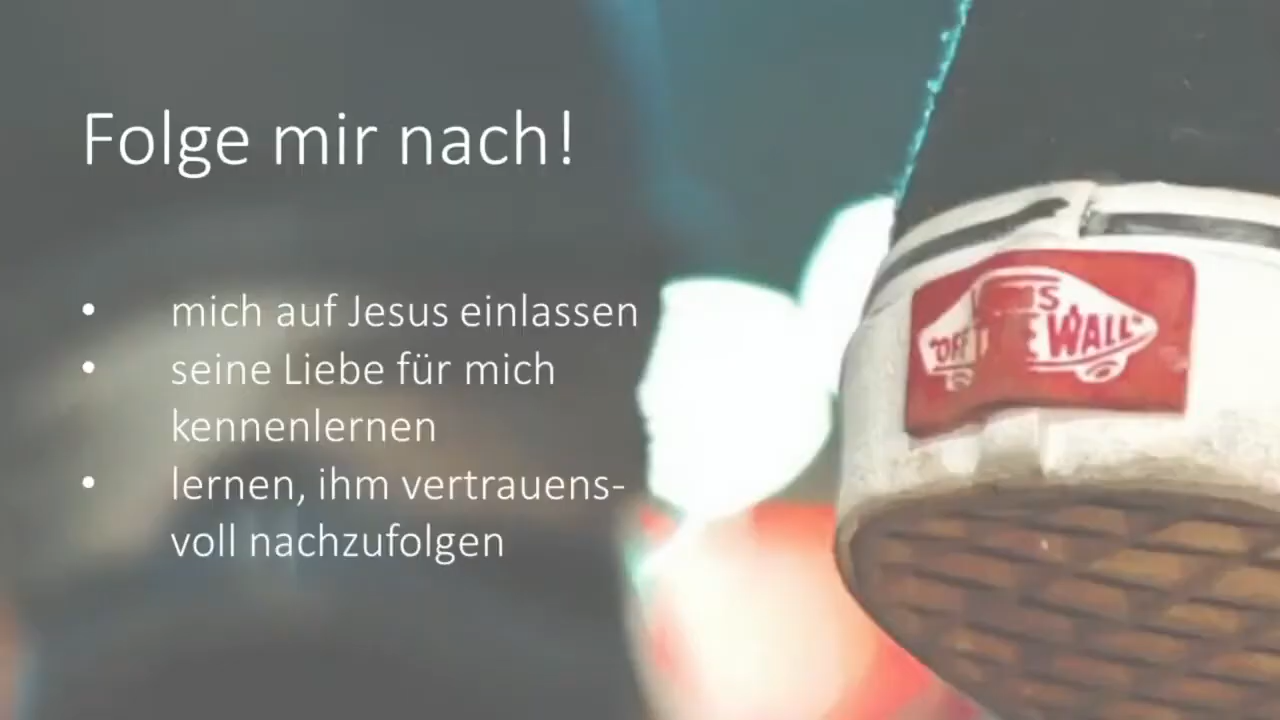 Folge mir nach!
• mich auf Jesus einlassen
• seine Liebe für mich
kennenlernen
• lernen, ihm vertrauens-
voll nachzufolgen
"OFF
WALL"